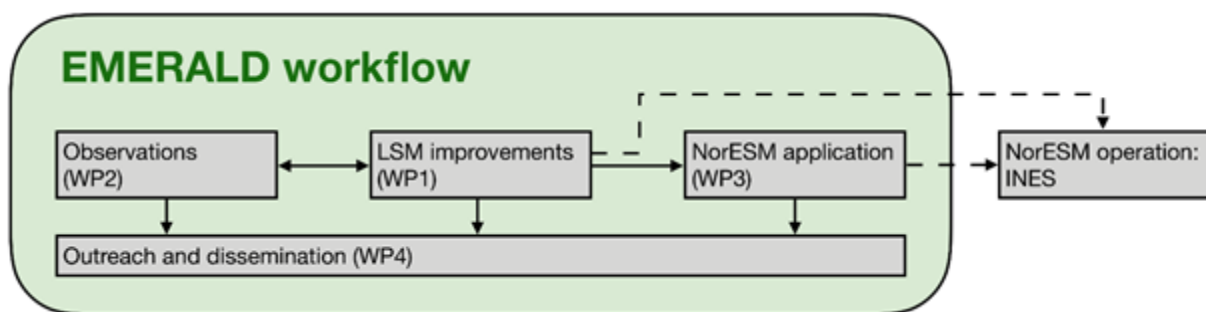 EMERALD workflow
Observations
(WP2)
LSM improvements
(WP1)
NorESM application
(WP3)
NorESM operation:
INES
Outreach and dissemination (WP4)